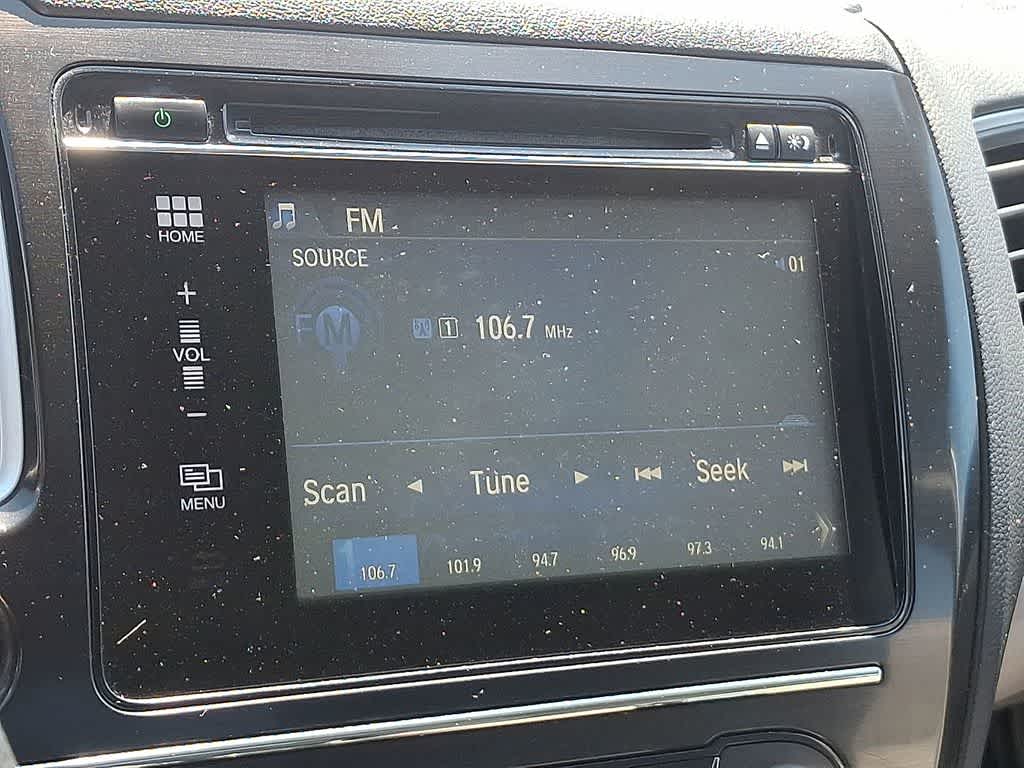 HOME
+
VOL
-
MENU
FM
SOURCE
01
FM
1 106.7 MHz
Scan Tune Seek
106.7 101.9 94.7 96.9 97.3 94.1